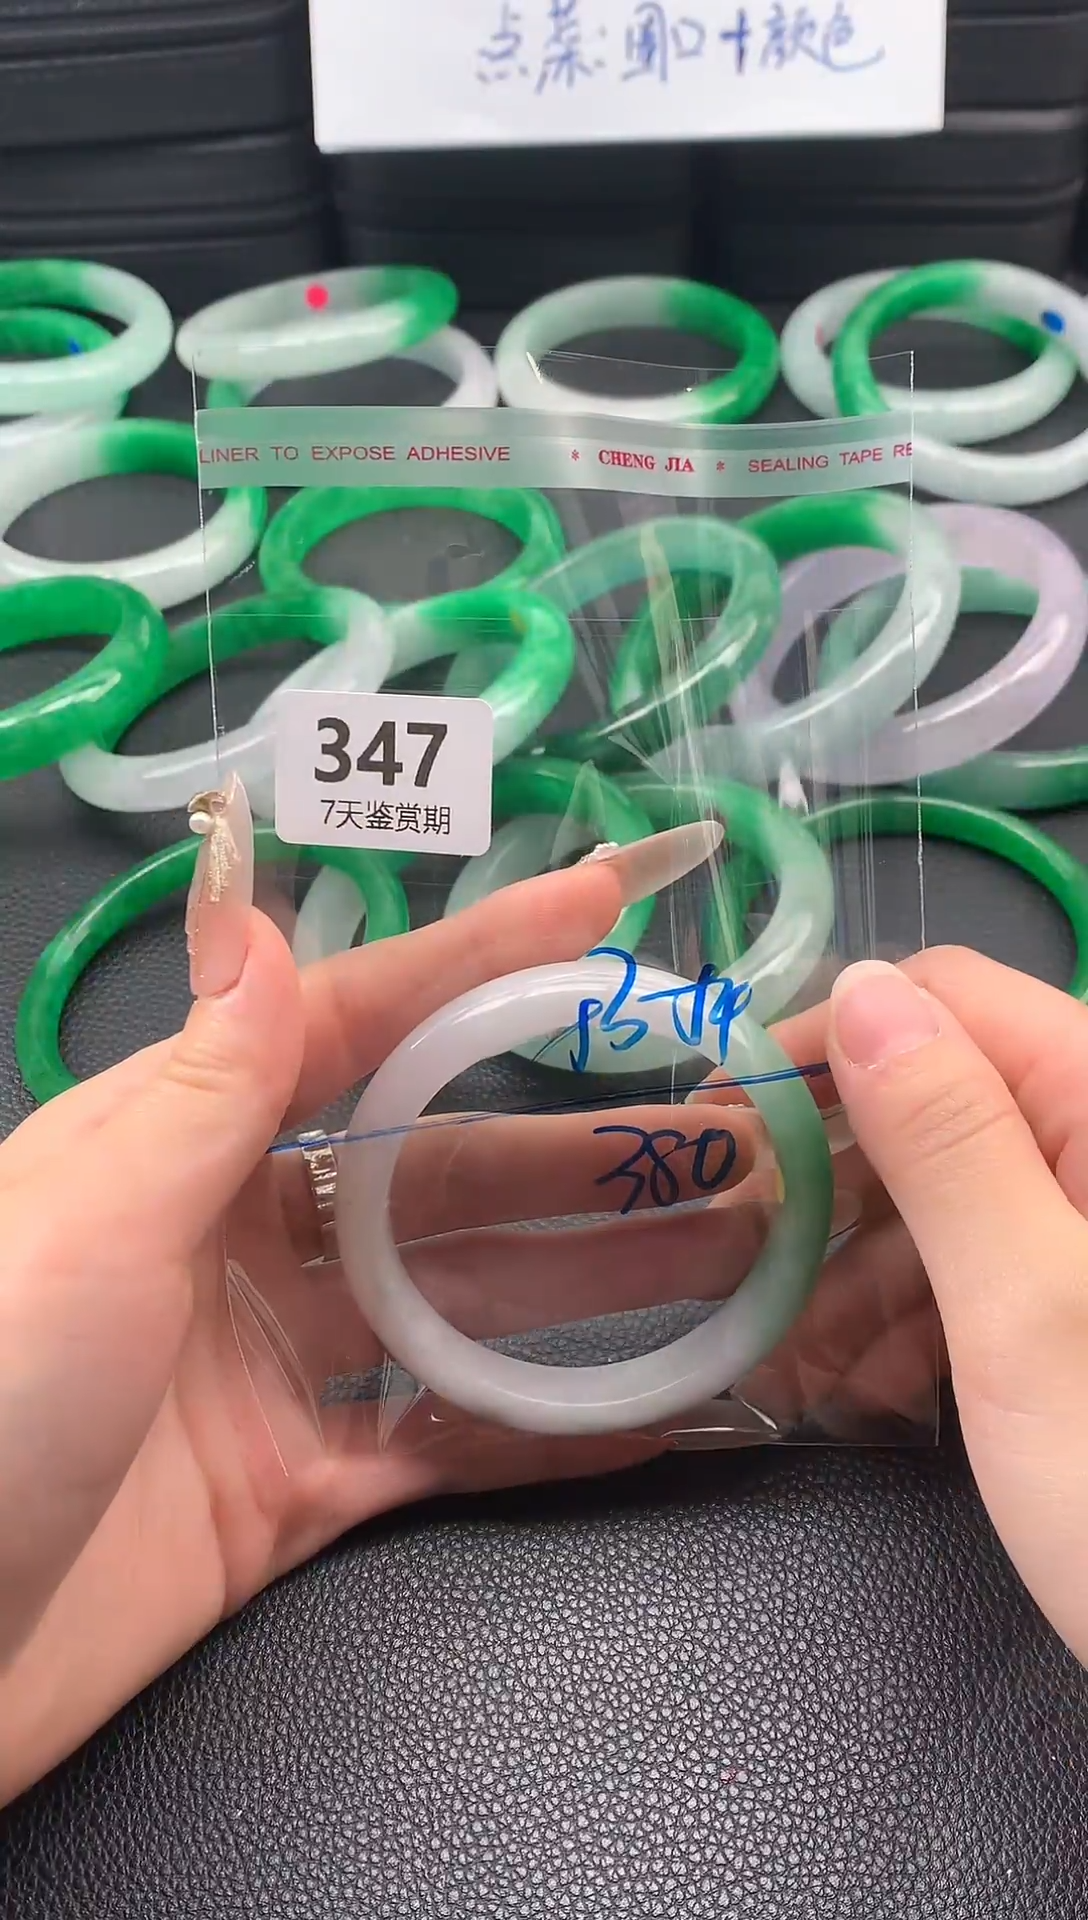 点菜:圈口+颜色
LINER TO EXPOSE ADHESIVE * CHENG JIA * SEALING TAPE RE
347
7天鉴赏期
380